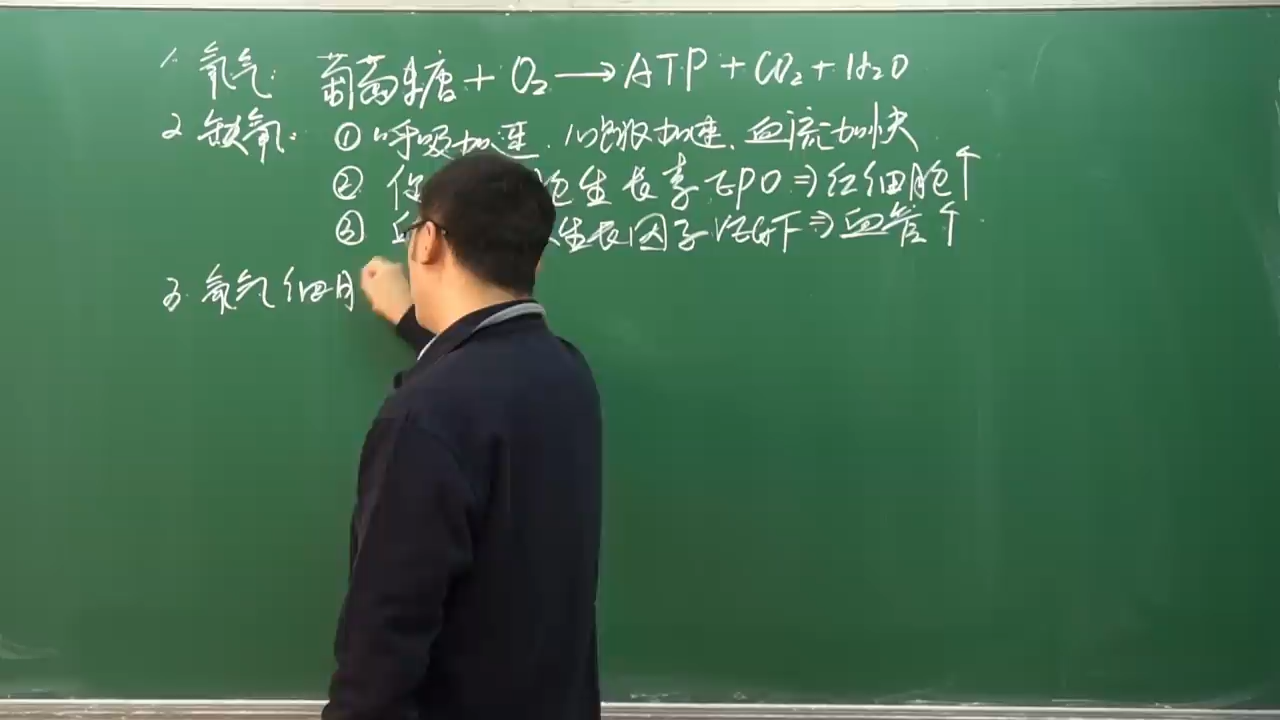 1. 氧气: 葡萄糖 + O₂ → ATP + CO₂ + H₂O
2. 缺氧: ① 呼吸加速、心跳加速、血流加快
② 促 胞生长素 EPO ⇒ 红细胞↑
③ 生长因子 VEGF ⇒ 血管↑
3. 氧气 细